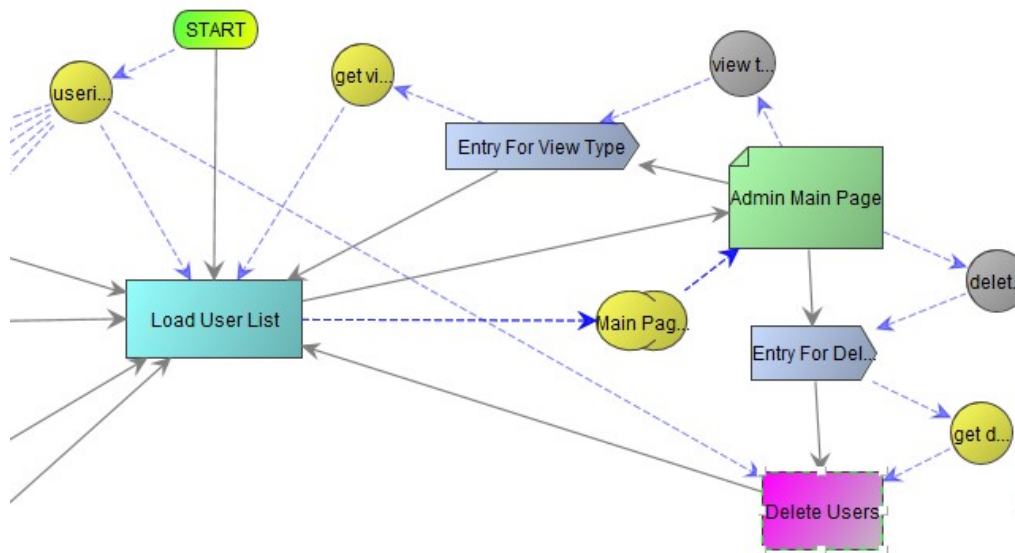 START
useri...
get vi...
view t...
Entry For View Type
Admin Main Page
delet.
Load User List
Main Pag...
Entry For Del...
get d...
Delete Users